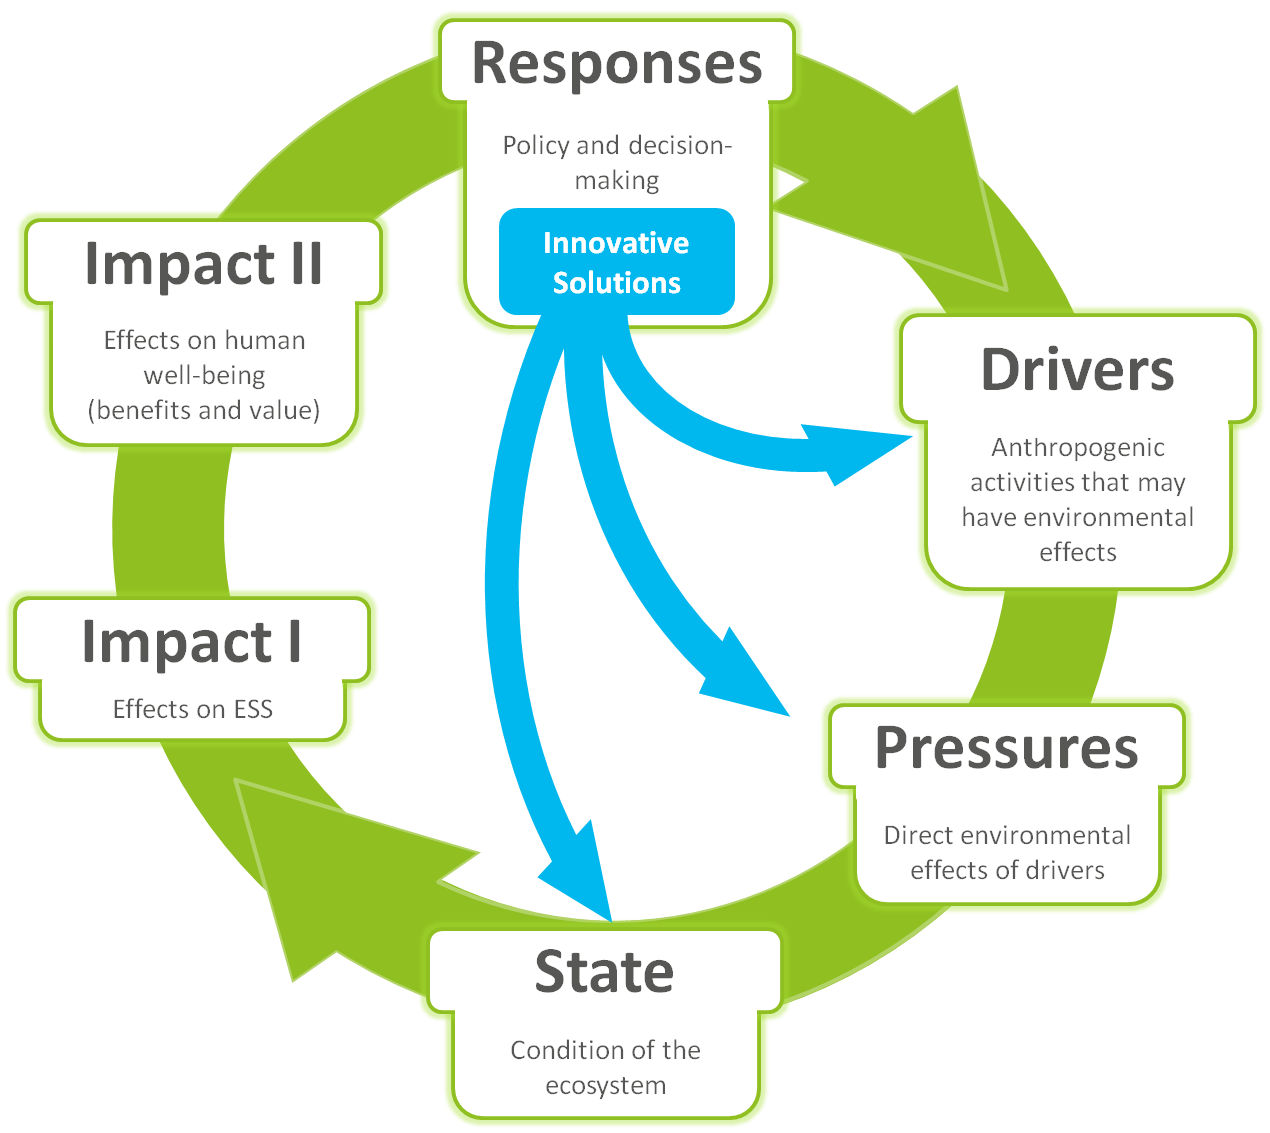 Responses
Policy and decision-
making
Innovative
Solutions
Drivers
Anthropogenic
activities that may
have environmental
effects
Pressures
Direct environmental
effects of drivers
State
Condition of the
ecosystem
Impact I
Effects on ESS
Impact II
Effects on human
well-being
(benefits and value)